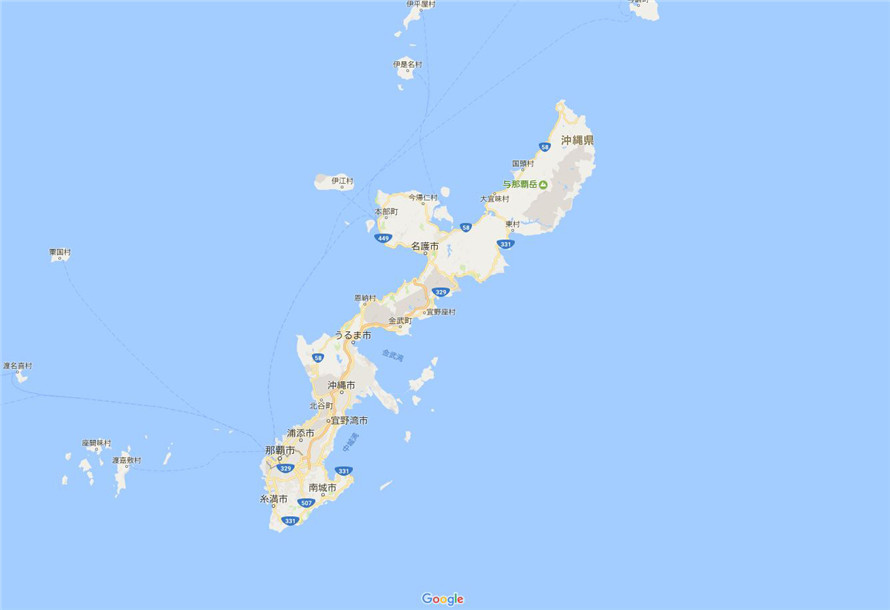 伊平屋村
伊是名村
沖縄県
58
国頭村
伊江村
与那覇岳
今帰仁村
大宜味村
本部町
58
東村
449
名護市
331
粟国村
329
恩納村
宜野座村
金武町
うるま市
金武湾
58
渡名喜村
沖縄市
北谷町
宜野湾市
浦添市
中城湾
座間味村
那覇市
渡嘉敷村
329
331
南城市
糸満市
507
331
Google